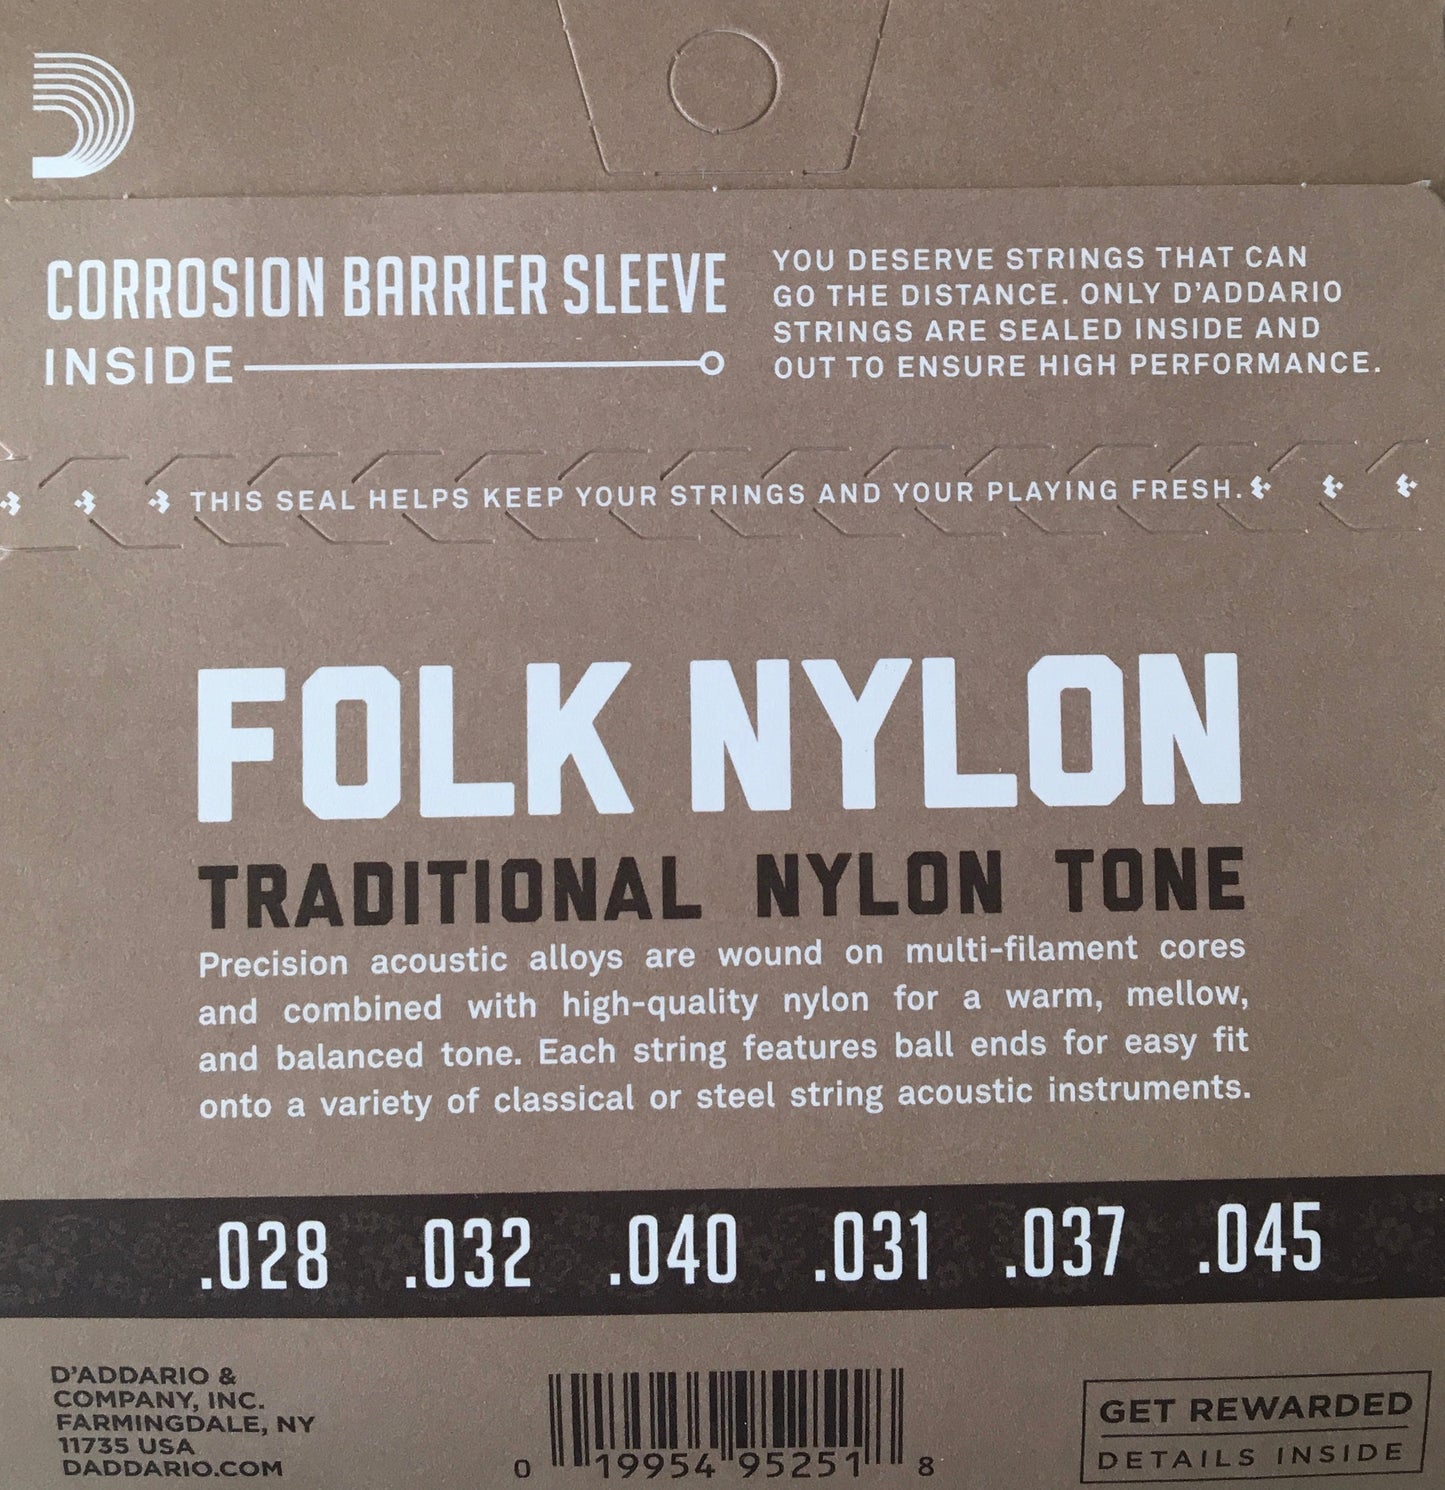 CORROSION BARRIER SLEEVE
INSIDE
YOU DESERVE STRINGS THAT CAN
GO THE DISTANCE. ONLY D'ADDARIO
STRINGS ARE SEALED INSIDE AND
OUT TO ENSURE HIGH PERFORMANCE.
THIS SEAL HELPS KEEP YOUR STRINGS AND YOUR PLAYING FRESH.
FOLK NYLON
TRADITIONAL NYLON TONE
Precision acoustic alloys are wound on multi-filament cores
and combined with high-quality nylon for a warm, mellow,
and balanced tone. Each string features ball ends for easy fit
onto a variety of classical or steel string acoustic instruments.
.028 .032 .040 .031 .037 .045
D'ADDARIO &
COMPANY, INC.
FARMINGDALE, NY
11735 USA
DADDARIO.COM
0 19954 95251 8
GET REWARDED
DETAILS INSIDE